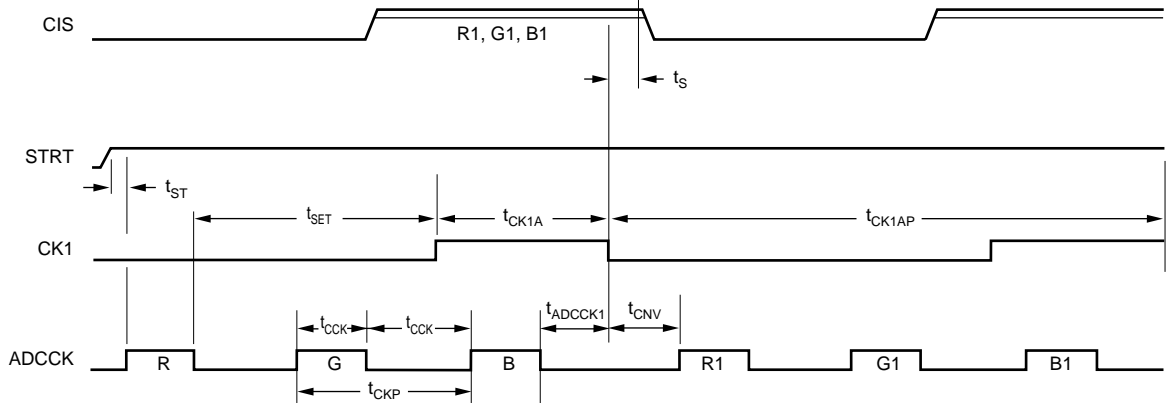 CIS
R1, G1, B1
tS
STRT
tST
tSET
tCK1A
tCK1AP
CK1
tCCK
tCCK
tADCCK1
tCNV
ADCCK
R
G
B
R1
G1
B1
tCKP